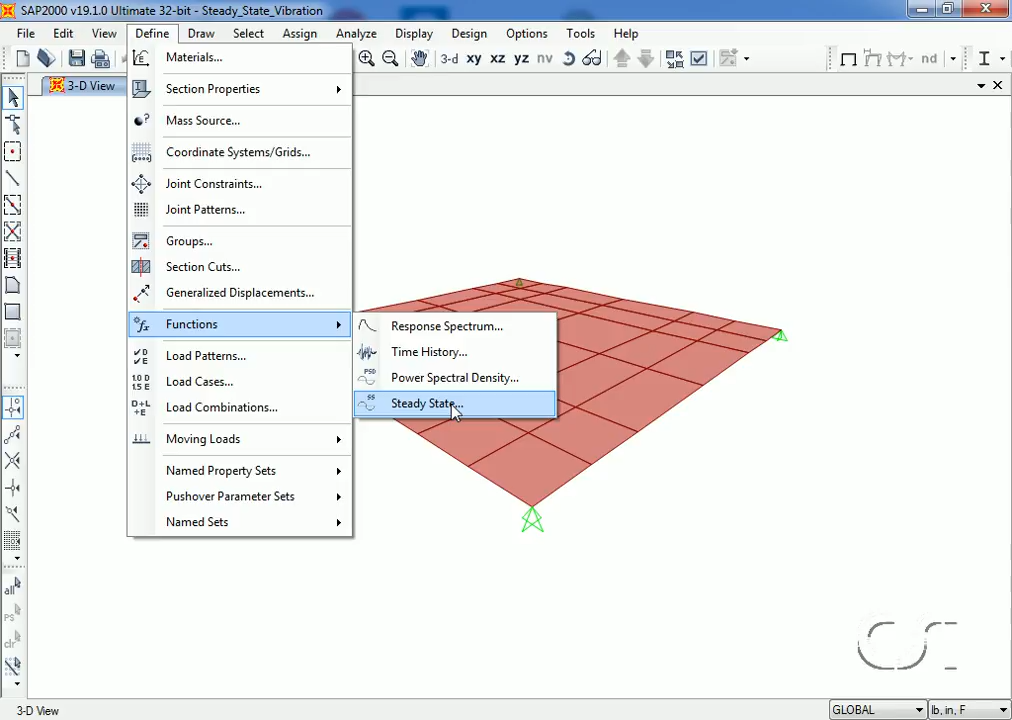 SAP2000 v19.1.0 Ultimate 32-bit - Steady_State_Vibration
File Edit View Define Draw Select Assign Analyze Display Design Options Tools Help
3-d xy xz yz nv nd
3-D View
Materials...
Section Properties
Mass Source...
Coordinate Systems/Grids...
Joint Constraints...
Joint Patterns...
Groups...
Section Cuts...
Generalized Displacements...
Functions
Response Spectrum...
Time History...
Power Spectral Density...
Steady State...
Load Patterns...
Load Cases...
Load Combinations...
Moving Loads
Named Property Sets
Pushover Parameter Sets
Named Sets
all
PS
clr
CSI
3-D View
GLOBAL
lb, in, F